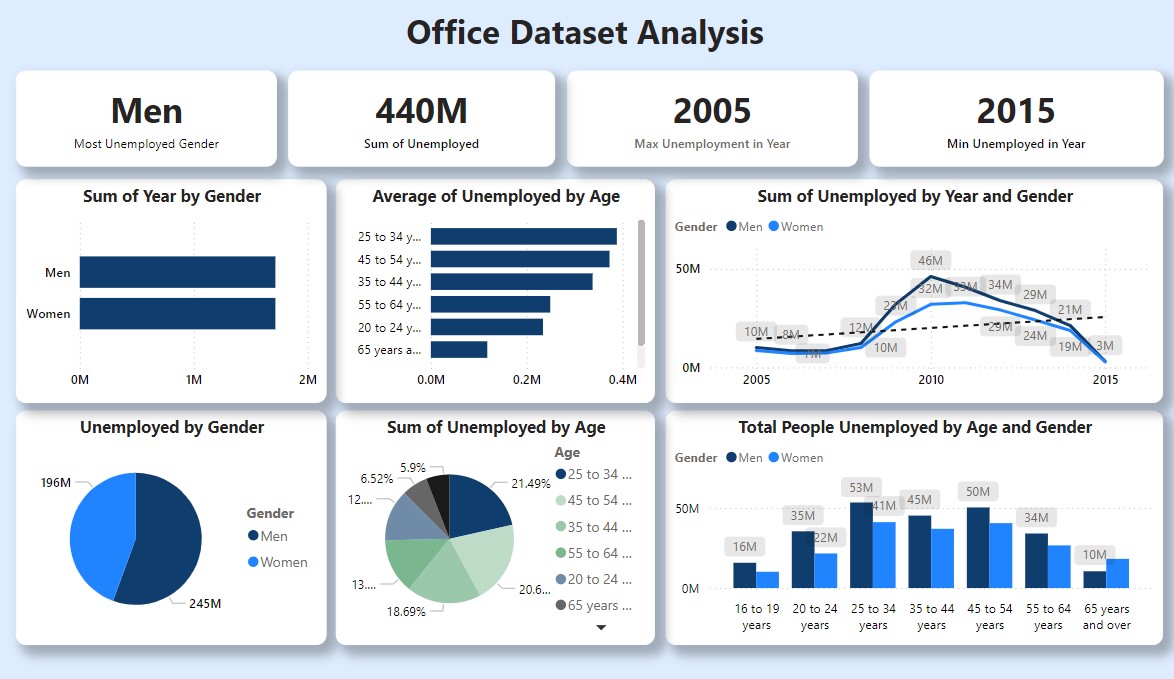 Office Dataset Analysis
Men
Most Unemployed Gender
440M
Sum of Unemployed
2005
Max Unemployment in Year
2015
Min Unemployed in Year
Sum of Year by Gender
Men
Women
0M 1M 2M
Average of Unemployed by Age
25 to 34 y...
45 to 54 y...
35 to 44 y...
55 to 64 y...
20 to 24 y...
65 years a...
0.0M 0.2M 0.4M
Sum of Unemployed by Year and Gender
Gender Men Women
50M
0M
10M 8M 7M 12M 10M 23M 46M 32M 33M 34M 29M 29M 24M 21M 19M 3M
2005 2010 2015
Unemployed by Gender
196M
245M
Gender
Men
Women
Sum of Unemployed by Age
5.9%
6.52%
12....
13....
18.69%
20.6...
21.49%
Age
25 to 34 ...
45 to 54 ...
35 to 44 ...
55 to 64 ...
20 to 24 ...
65 years ...
Total People Unemployed by Age and Gender
Gender Men Women
50M
0M
16M 35M 22M 53M 41M 45M 50M 34M 10M
16 to 19 20 to 24 25 to 34 35 to 44 45 to 54 55 to 64 65 years
years years years years years years and over